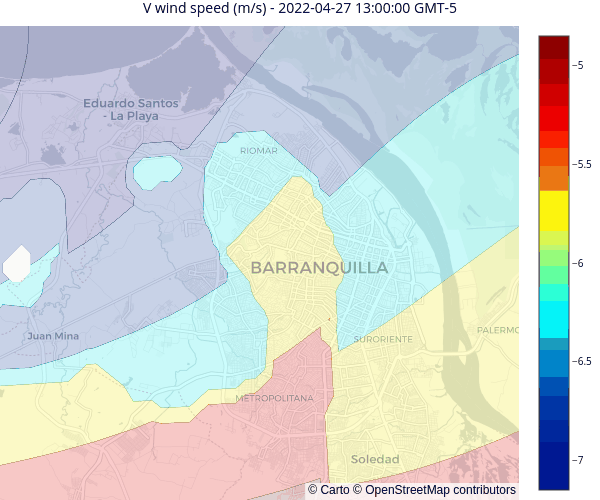 V wind speed (m/s) - 2022-04-27 13:00:00 GMT-5
−5
Eduardo Santos
- La Playa
RIOMAR
−5.5
−6
BARRANQUILLA
Juan Mina
PALERMO
SURORIENTE
−6.5
METROPOLITANA
Soledad
−7
© Carto © OpenStreetMap contributors